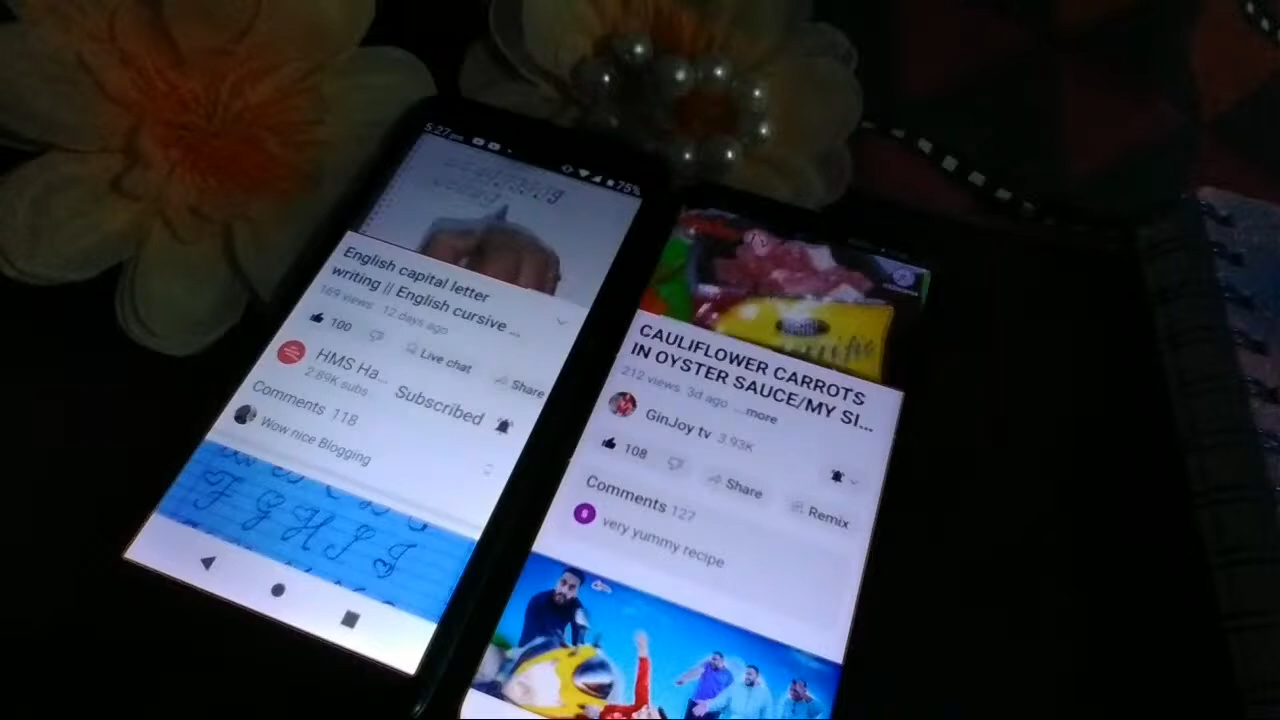 5:27 pm
75%
English capital letter
writing || English cursive ...
169 views 12 days ago
100
Live chat
Share
HMS Ha...
2.89K subs
Subscribed
Comments 118
Wow nice Blogging
F G H I J
CAULIFLOWER CARROTS
IN OYSTER SAUCE/MY SI...
212 views 3d ago ...more
GinJoy tv 3.93K
108
Share
Remix
Comments 127
very yummy recipe